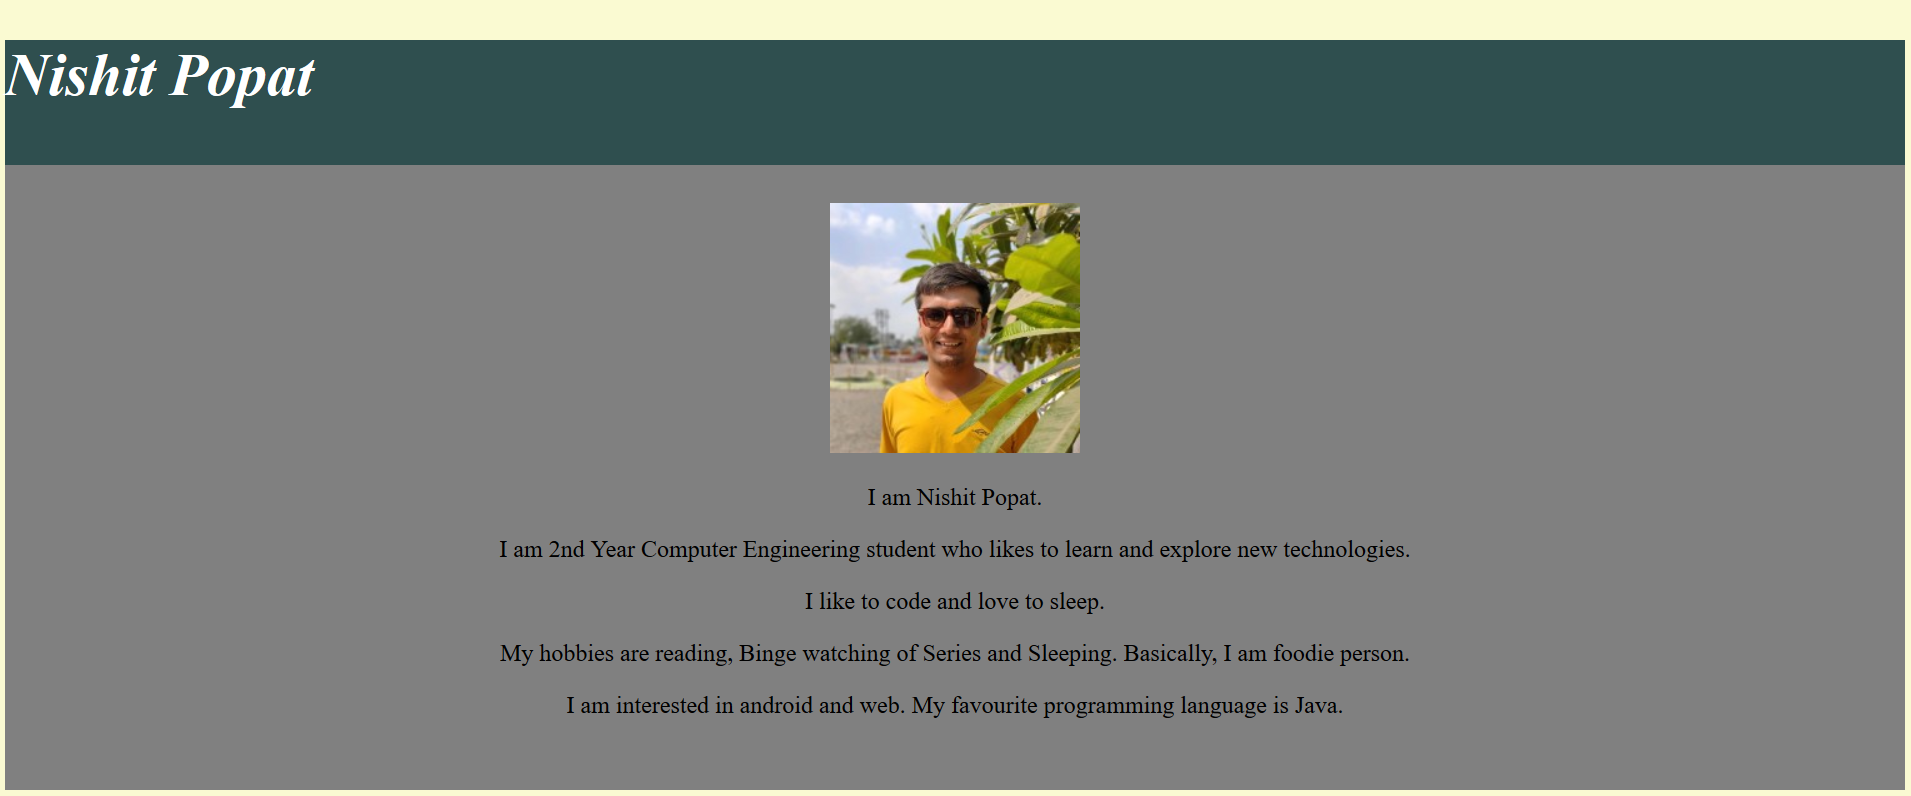 Nishit Popat
I am Nishit Popat.
I am 2nd Year Computer Engineering student who likes to learn and explore new technologies.
I like to code and love to sleep.
My hobbies are reading, Binge watching of Series and Sleeping. Basically, I am foodie person.
I am interested in android and web. My favourite programming language is Java.